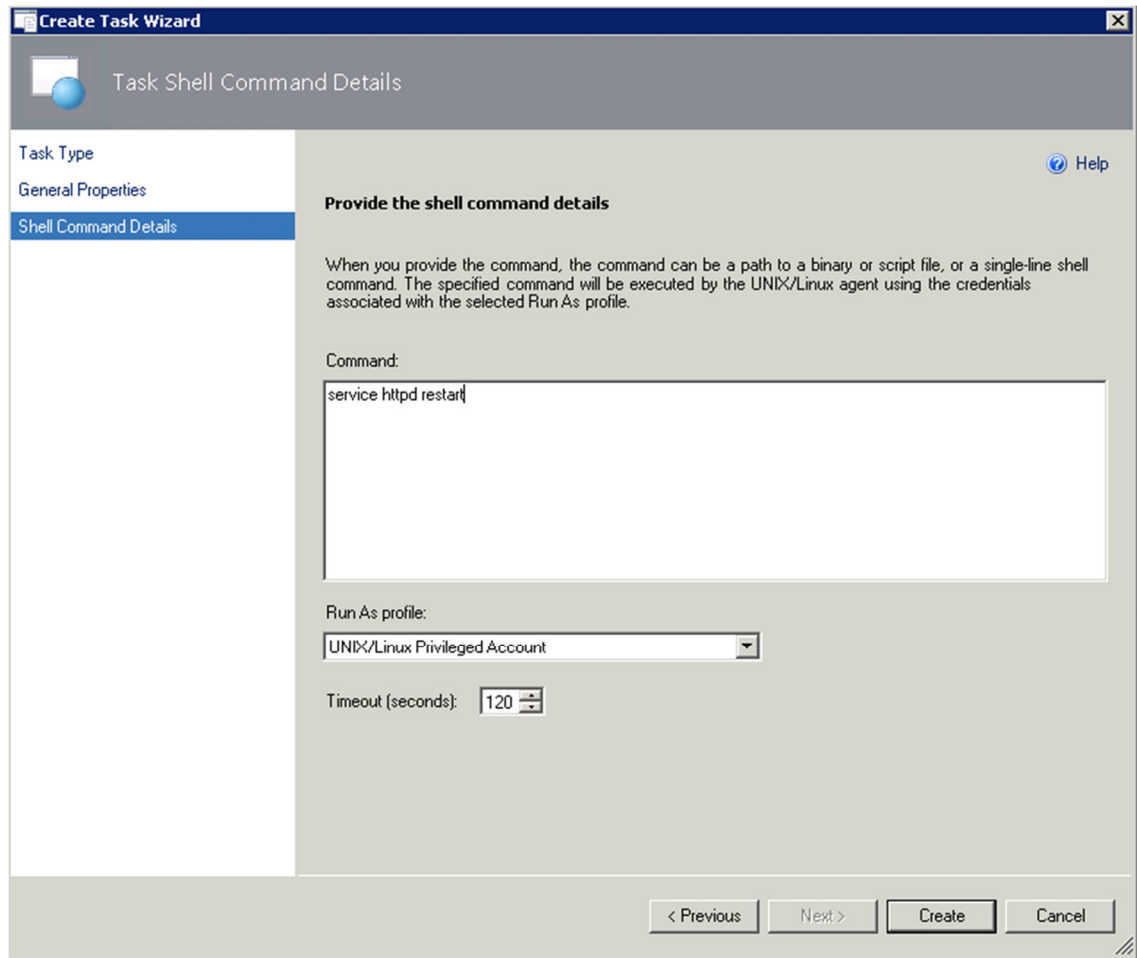 Create Task Wizard
Task Shell Command Details
Task Type
General Properties
Shell Command Details
Help
Provide the shell command details
When you provide the command, the command can be a path to a binary or script file, or a single-line shell
command. The specified command will be executed by the UNIX/Linux agent using the credentials
associated with the selected Run As profile.
Command:
service httpd restart
Run As profile:
UNIX/Linux Privileged Account
Timeout (seconds): 120
< Previous Next > Create Cancel